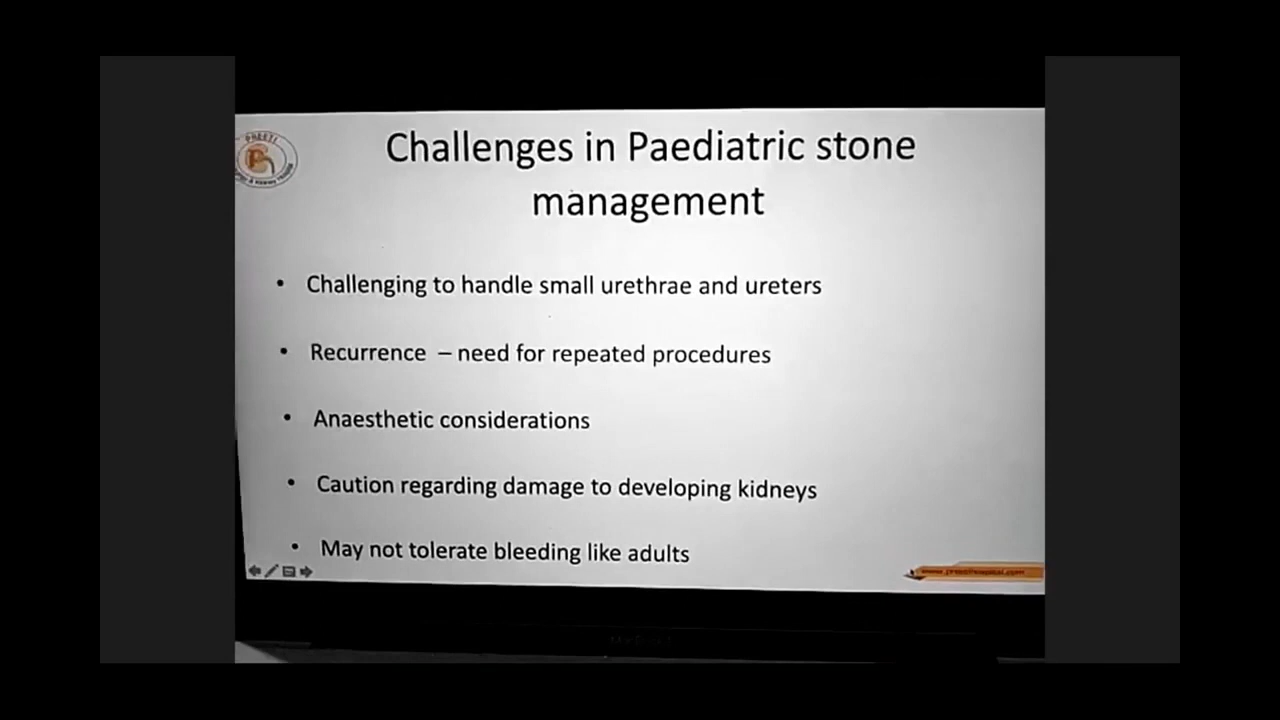 PREETI
Challenges in Paediatric stone
management
• Challenging to handle small urethrae and ureters
• Recurrence – need for repeated procedures
• Anaesthetic considerations
• Caution regarding damage to developing kidneys
• May not tolerate bleeding like adults